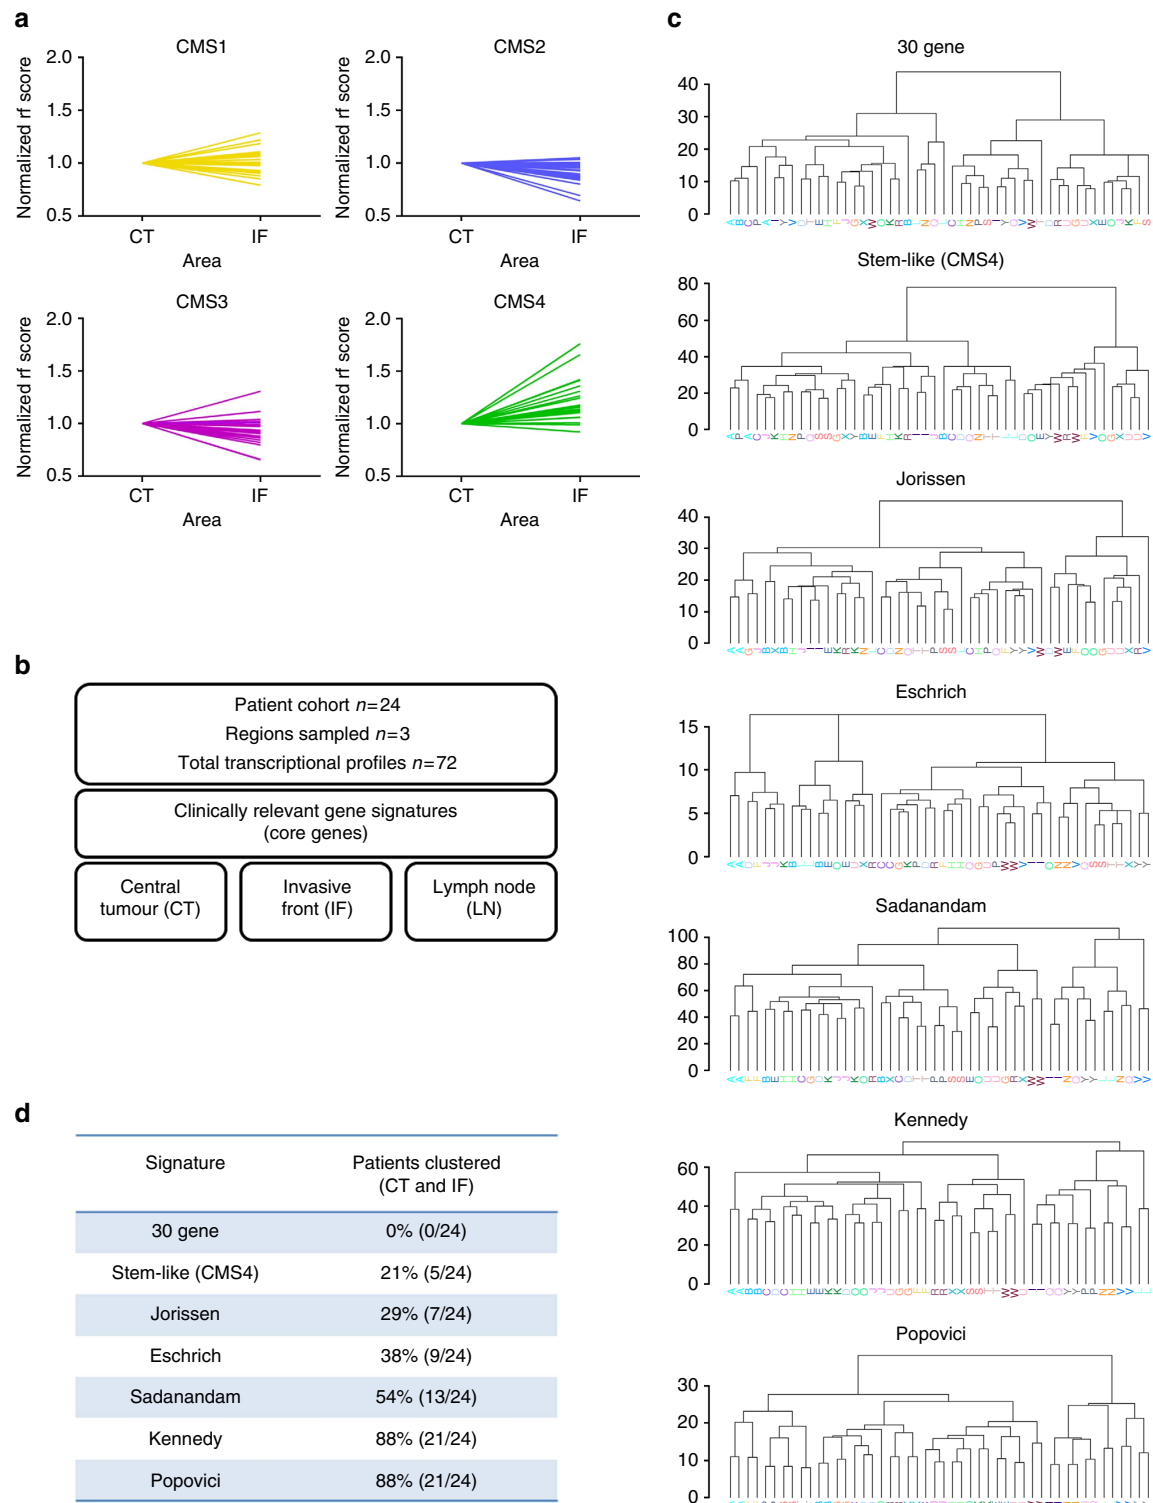 a
CMS1
2.0
1.5
1.0
0.5
Normalized rf score
CT
IF
Area
CMS2
2.0
1.5
1.0
0.5
Normalized rf score
CT
IF
Area
CMS3
2.0
1.5
1.0
0.5
Normalized rf score
CT
IF
Area
CMS4
2.0
1.5
1.0
0.5
Normalized rf score
CT
IF
Area
b
Patient cohort n=24
Regions sampled n=3
Total transcriptional profiles n=72
Clinically relevant gene signatures
(core genes)
Central
tumour (CT)
Invasive
front (IF)
Lymph node
(LN)
d
Signature
Patients clustered
(CT and IF)
30 gene
0% (0/24)
Stem-like (CMS4)
21% (5/24)
Jorissen
29% (7/24)
Eschrich
38% (9/24)
Sadanandam
54% (13/24)
Kennedy
88% (21/24)
Popovici
88% (21/24)
c
30 gene
40
30
20
10
0
Stem-like (CMS4)
80
60
40
20
0
Jorissen
40
30
20
10
0
Eschrich
15
10
5
0
Sadanandam
100
80
60
40
20
0
Kennedy
60
40
20
0
Popovici
30
20
10
0